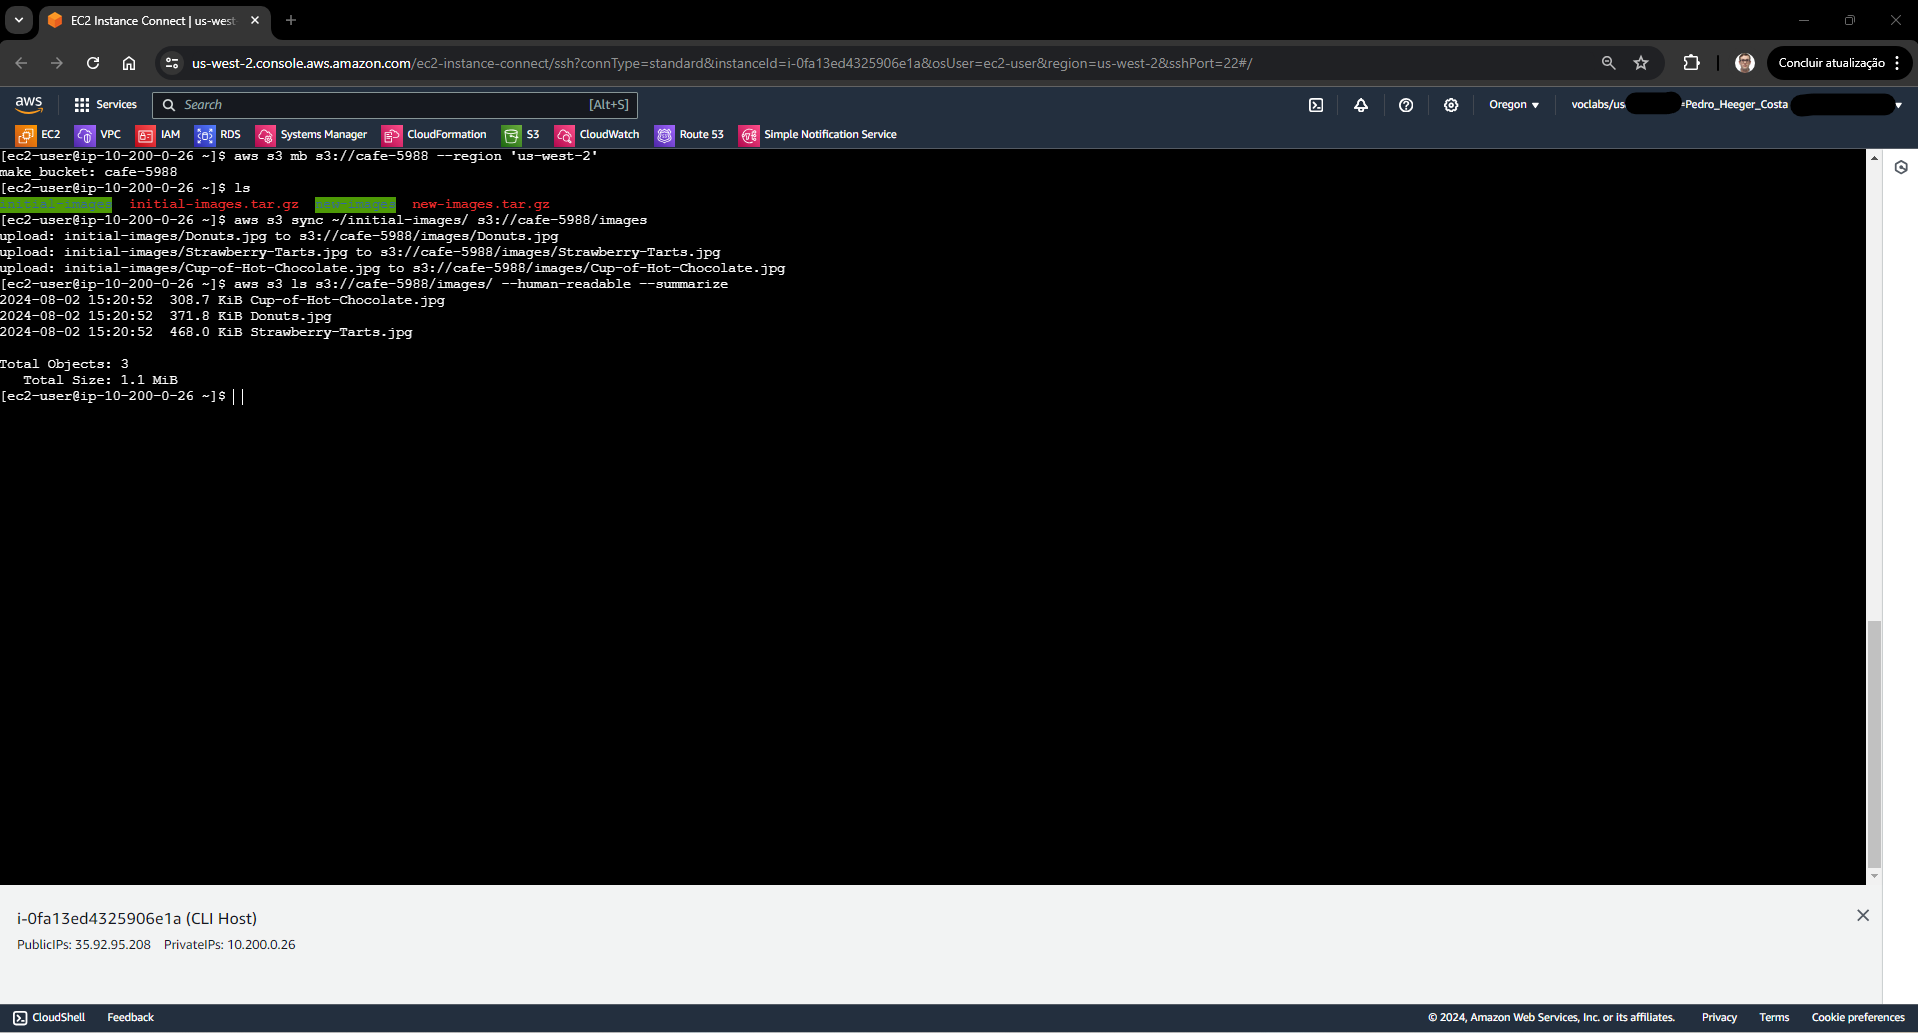 EC2 Instance Connect | us-west-
us-west-2.console.aws.amazon.com/ec2-instance-connect/ssh?connType=standard&instanceId=i-0fa13ed4325906e1a&osUser=ec2-user&region=us-west-2&sshPort=22#/
Concluir atualização
aws Services Search [Alt+S] Oregon voclabs/us =Pedro_Heeger_Costa
EC2 VPC IAM RDS Systems Manager CloudFormation S3 CloudWatch Route 53 Simple Notification Service
[ec2-user@ip-10-200-0-26 ~]$ aws s3 mb s3://cafe-5988 --region 'us-west-2'
make_bucket: cafe-5988
[ec2-user@ip-10-200-0-26 ~]$ ls
initial-images initial-images.tar.gz new-images new-images.tar.gz
[ec2-user@ip-10-200-0-26 ~]$ aws s3 sync ~/initial-images/ s3://cafe-5988/images
upload: initial-images/Donuts.jpg to s3://cafe-5988/images/Donuts.jpg
upload: initial-images/Strawberry-Tarts.jpg to s3://cafe-5988/images/Strawberry-Tarts.jpg
upload: initial-images/Cup-of-Hot-Chocolate.jpg to s3://cafe-5988/images/Cup-of-Hot-Chocolate.jpg
[ec2-user@ip-10-200-0-26 ~]$ aws s3 ls s3://cafe-5988/images/ --human-readable --summarize
2024-08-02 15:20:52  308.7 KiB Cup-of-Hot-Chocolate.jpg
2024-08-02 15:20:52  371.8 KiB Donuts.jpg
2024-08-02 15:20:52  468.0 KiB Strawberry-Tarts.jpg
Total Objects: 3
Total Size: 1.1 MiB
[ec2-user@ip-10-200-0-26 ~]$
i-0fa13ed4325906e1a (CLI Host)
PublicIPs: 35.92.95.208 PrivateIPs: 10.200.0.26
CloudShell Feedback © 2024, Amazon Web Services, Inc. or its affiliates. Privacy Terms Cookie preferences